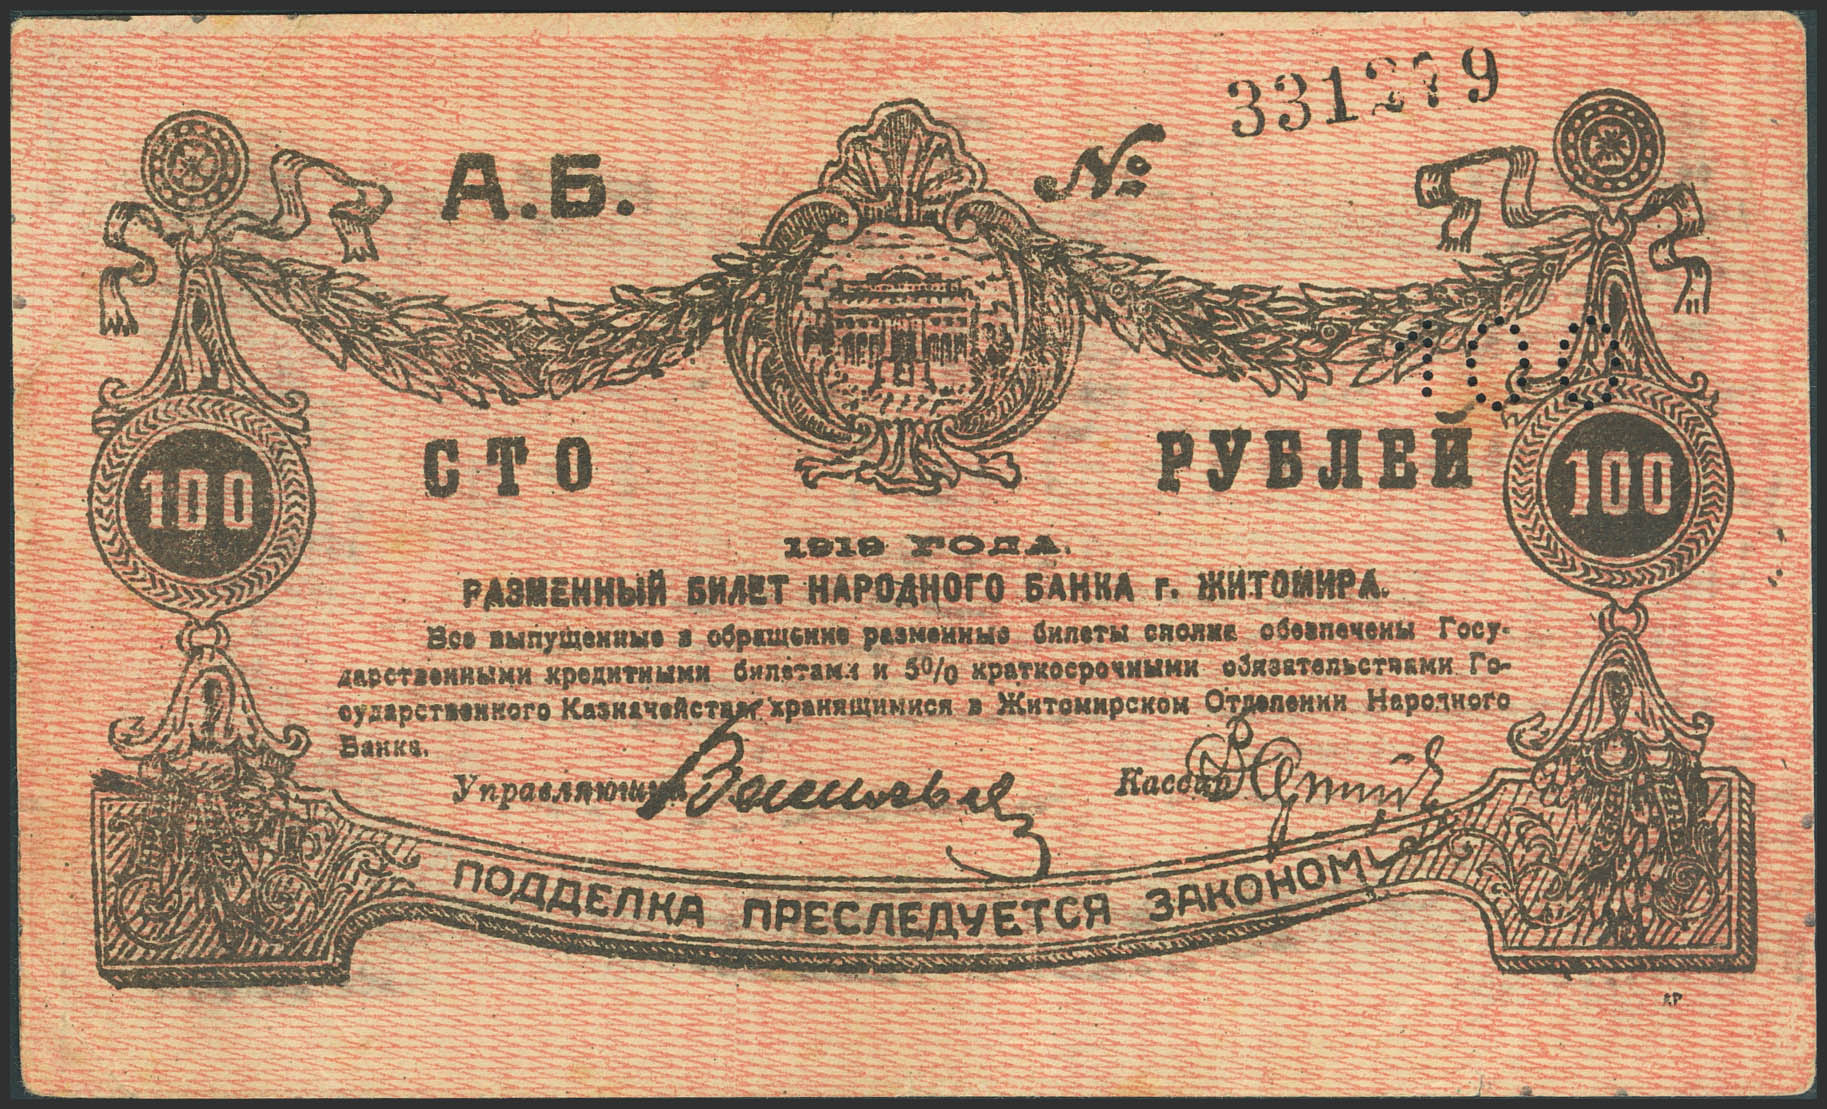 331279
А.Б. №
СТО РУБЛЕЙ
100 100
1919 ГОДА.
РАЗМЕННЫЙ БИЛЕТ НАРОДНОГО БАНКА г. ЖИТОМИРА.
Все выпущенные в обращение разменные билеты сполна обезпечены Госу-
дарственными кредитными билетами и 5% краткосрочными обязательствами Го-
сударственного Казначейства, хранящимися в Житомирском Отделении Народного
Банка.
Управляющий Кассир
ПОДДЕЛКА ПРЕСЛЕДУЕТСЯ ЗАКОНОМЪ